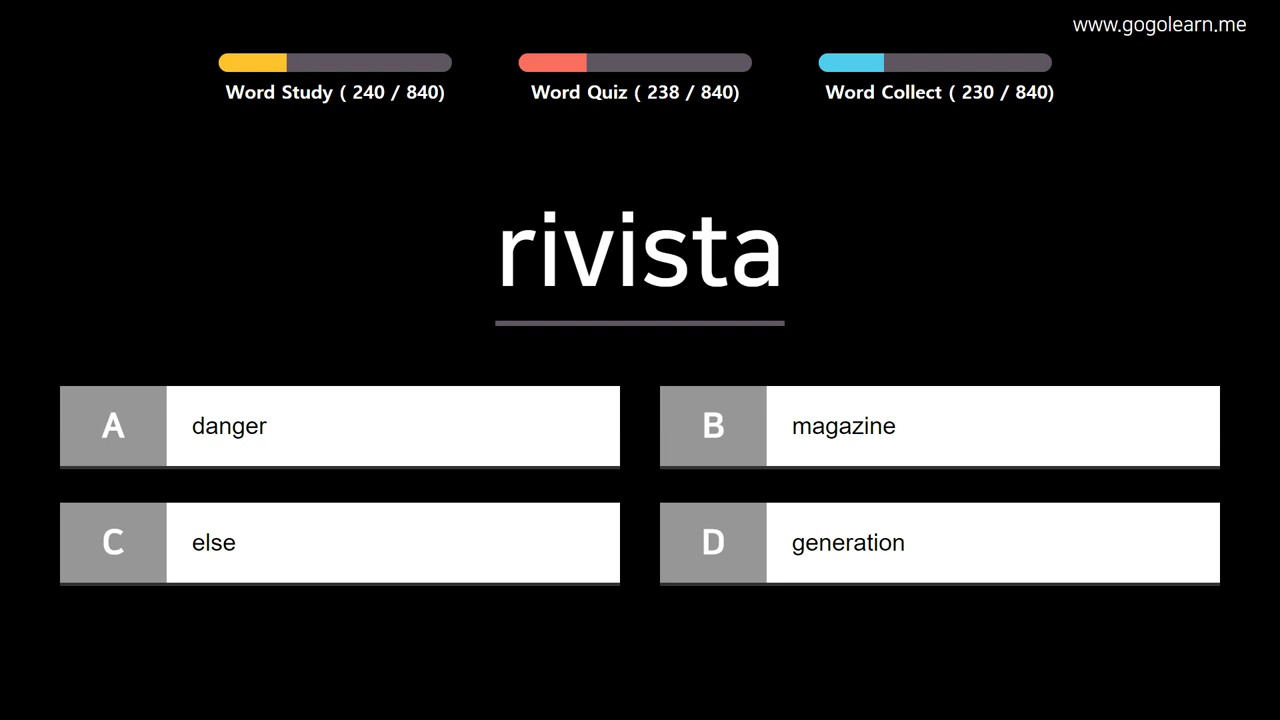 www.gogolearn.me
Word Study ( 240 / 840)
Word Quiz ( 238 / 840)
Word Collect ( 230 / 840)
rivista
A danger
B magazine
C else
D generation